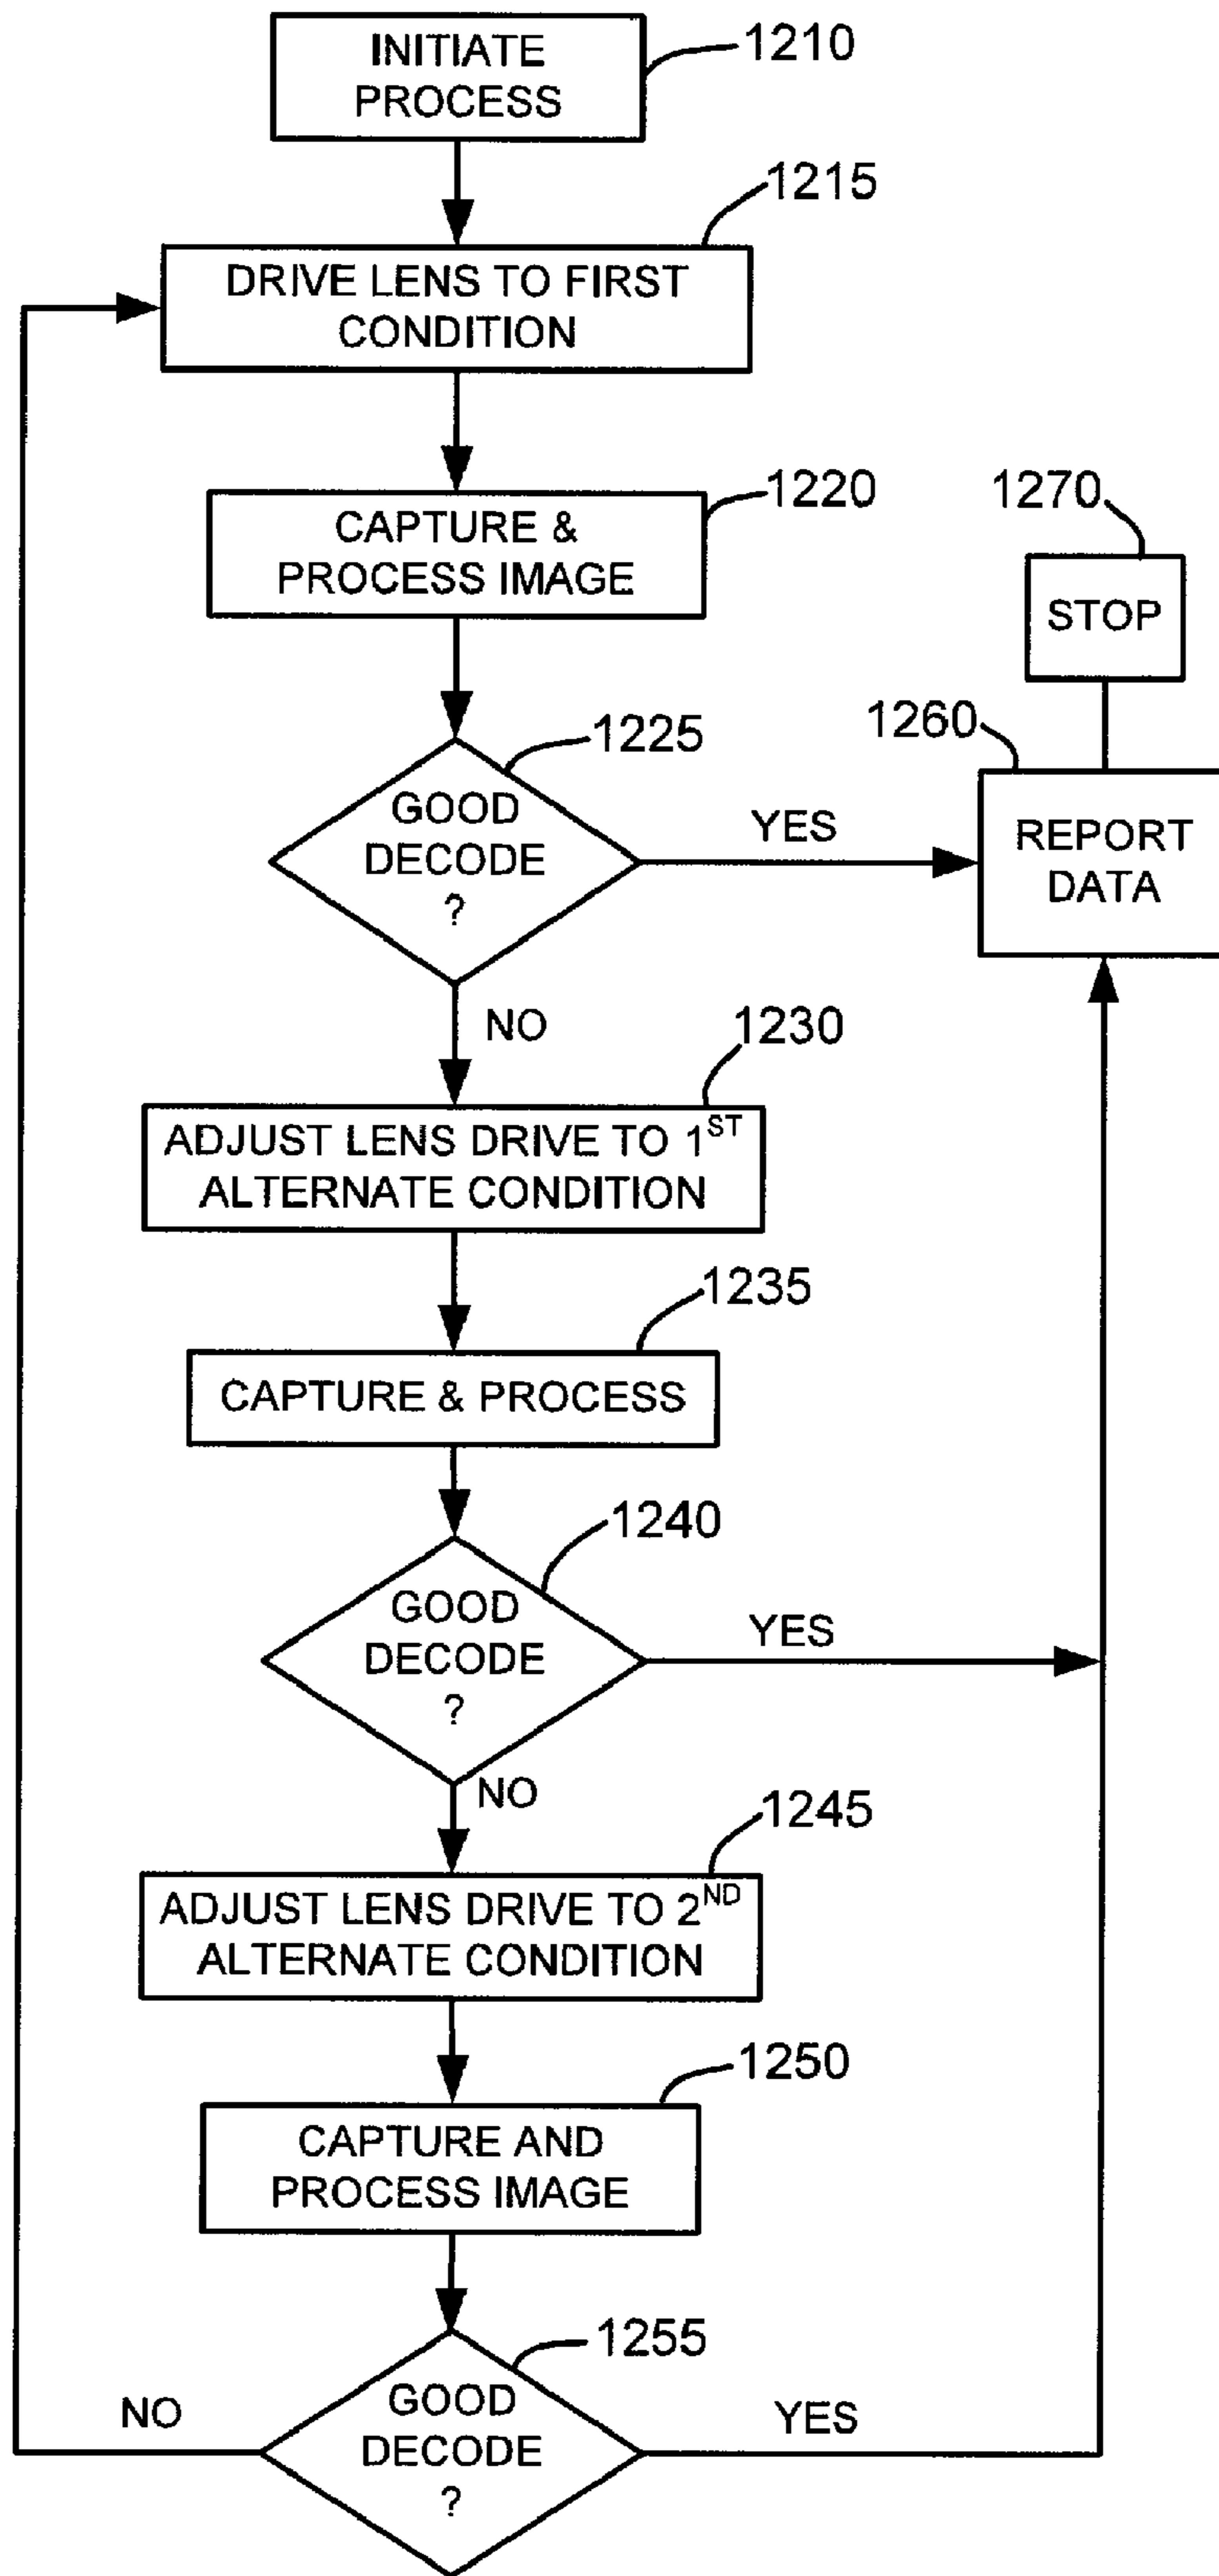 INITIATE
PROCESS
1210
1215
DRIVE LENS TO FIRST
CONDITION
1220
CAPTURE &
PROCESS IMAGE
1270
STOP
1225
GOOD
DECODE
?
YES
1260
REPORT
DATA
NO
1230
ADJUST LENS DRIVE TO 1ST
ALTERNATE CONDITION
1235
CAPTURE & PROCESS
1240
GOOD
DECODE
?
YES
NO
1245
ADJUST LENS DRIVE TO 2ND
ALTERNATE CONDITION
1250
CAPTURE AND
PROCESS IMAGE
1255
NO
GOOD
DECODE
?
YES